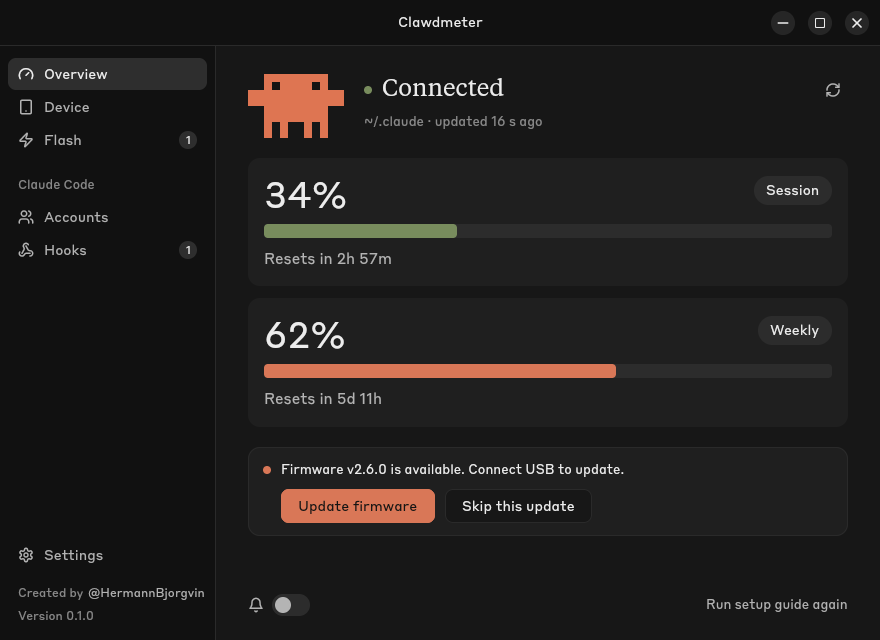 Clawdmeter
Overview
Device
Flash
1
Claude Code
Accounts
Hooks
1
Settings
Created by @HermannBjorgvin
Version 0.1.0
Connected
~/.claude · updated 16 s ago
34%
Session
Resets in 2h 57m
62%
Weekly
Resets in 5d 11h
Firmware v2.6.0 is available. Connect USB to update.
Update firmware
Skip this update
Run setup guide again